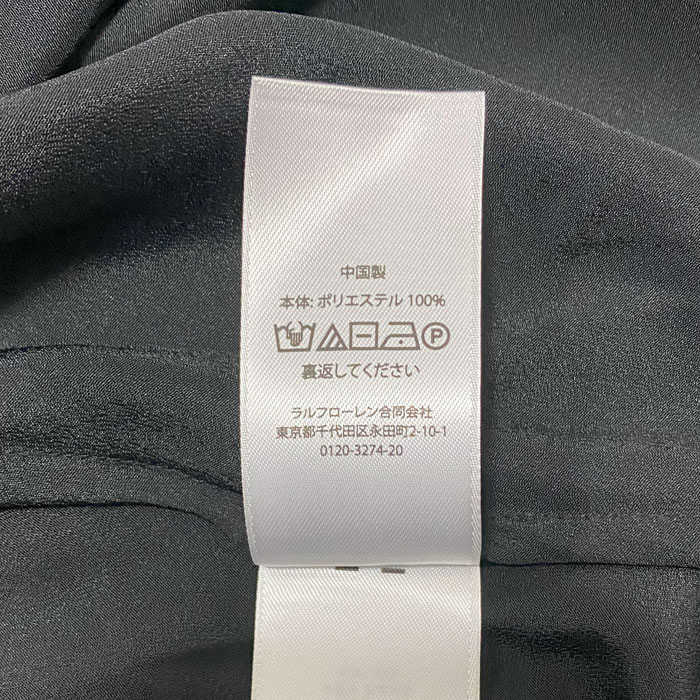 中国製
本体: ポリエステル 100%
P
裏返してください
ラルフローレン合同会社
東京都千代田区永田町2-10-1
0120-3274-20